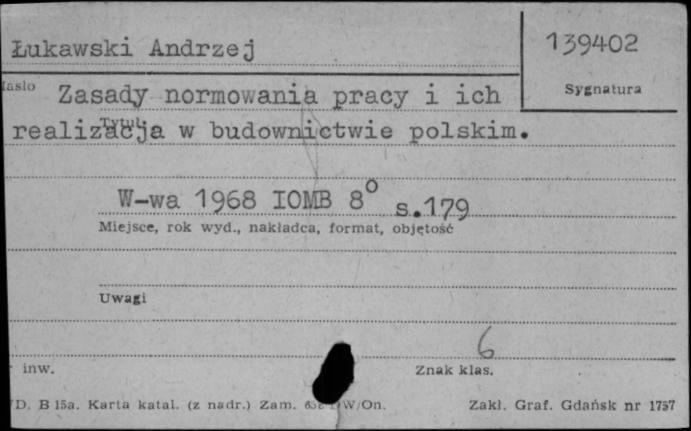 Łukawski Andrzej
139402
Sygnatura
Hasło Zasady normowania pracy i ich
Tytuł
realizacja w budownictwie polskim.
W-wa 1968 IOMB 8° s.179
Miejsce, rok wyd., nakładca, format, objętość
Uwagi
6
inw.
Znak klas.
D. B 15a. Karta katal. (z nadr.) Zam. W/On.
Zakł. Graf. Gdańsk nr 1757